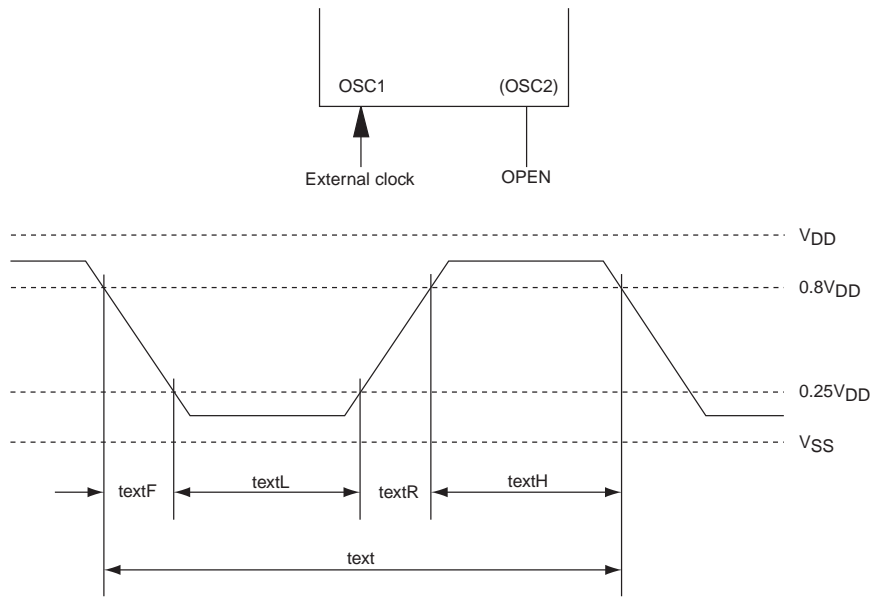 OSC1 (OSC2)
External clock OPEN
VDD
0.8VDD
0.25VDD
VSS
textF textL textR textH
text